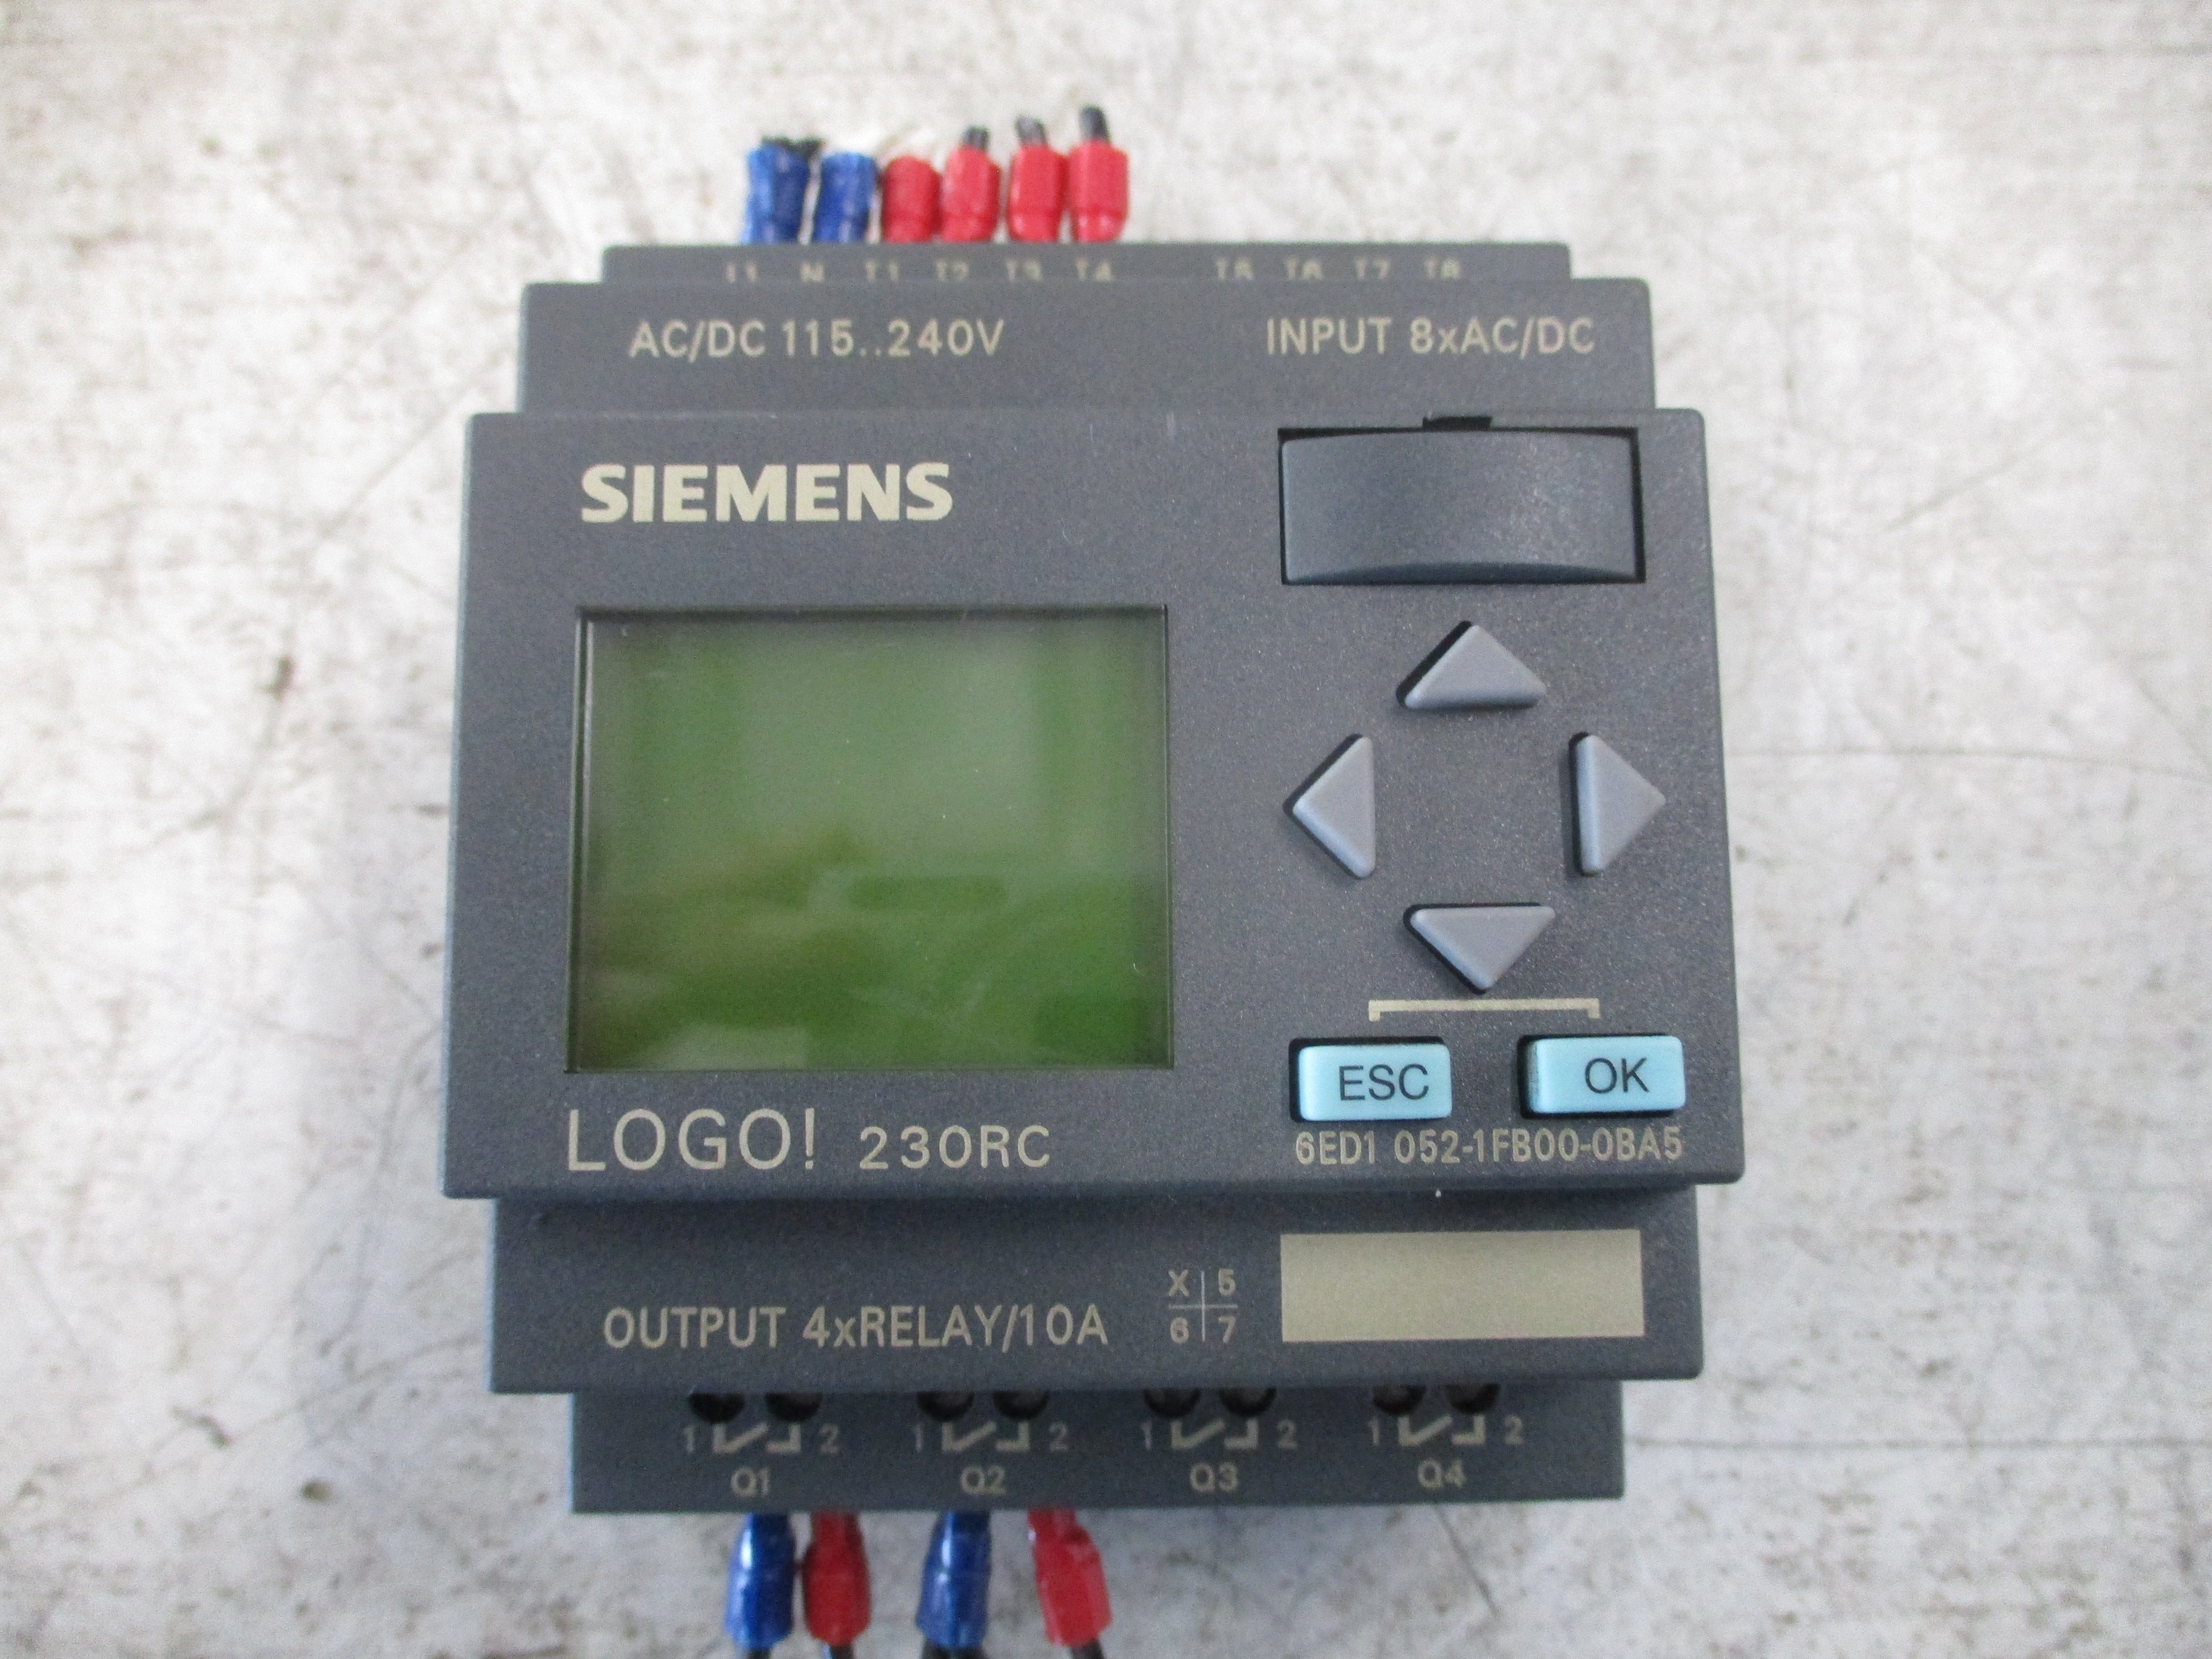 L1 N I1 I2 I3 I4 I5 I6 I7 I8
AC/DC 115..240V INPUT 8xAC/DC
SIEMENS
ESC OK
LOGO! 230RC 6ED1 052-1FB00-0BA5
X 5
6 7
OUTPUT 4xRELAY/10A
1 2 1 2 1 2 1 2
Q1 Q2 Q3 Q4